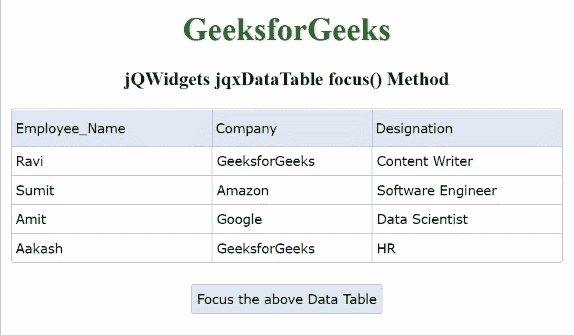 GeeksforGeeks
jQWidgets jqxDataTable focus() Method
Employee_Name Company Designation
Ravi GeeksforGeeks Content Writer
Sumit Amazon Software Engineer
Amit Google Data Scientist
Aakash GeeksforGeeks HR
Focus the above Data Table